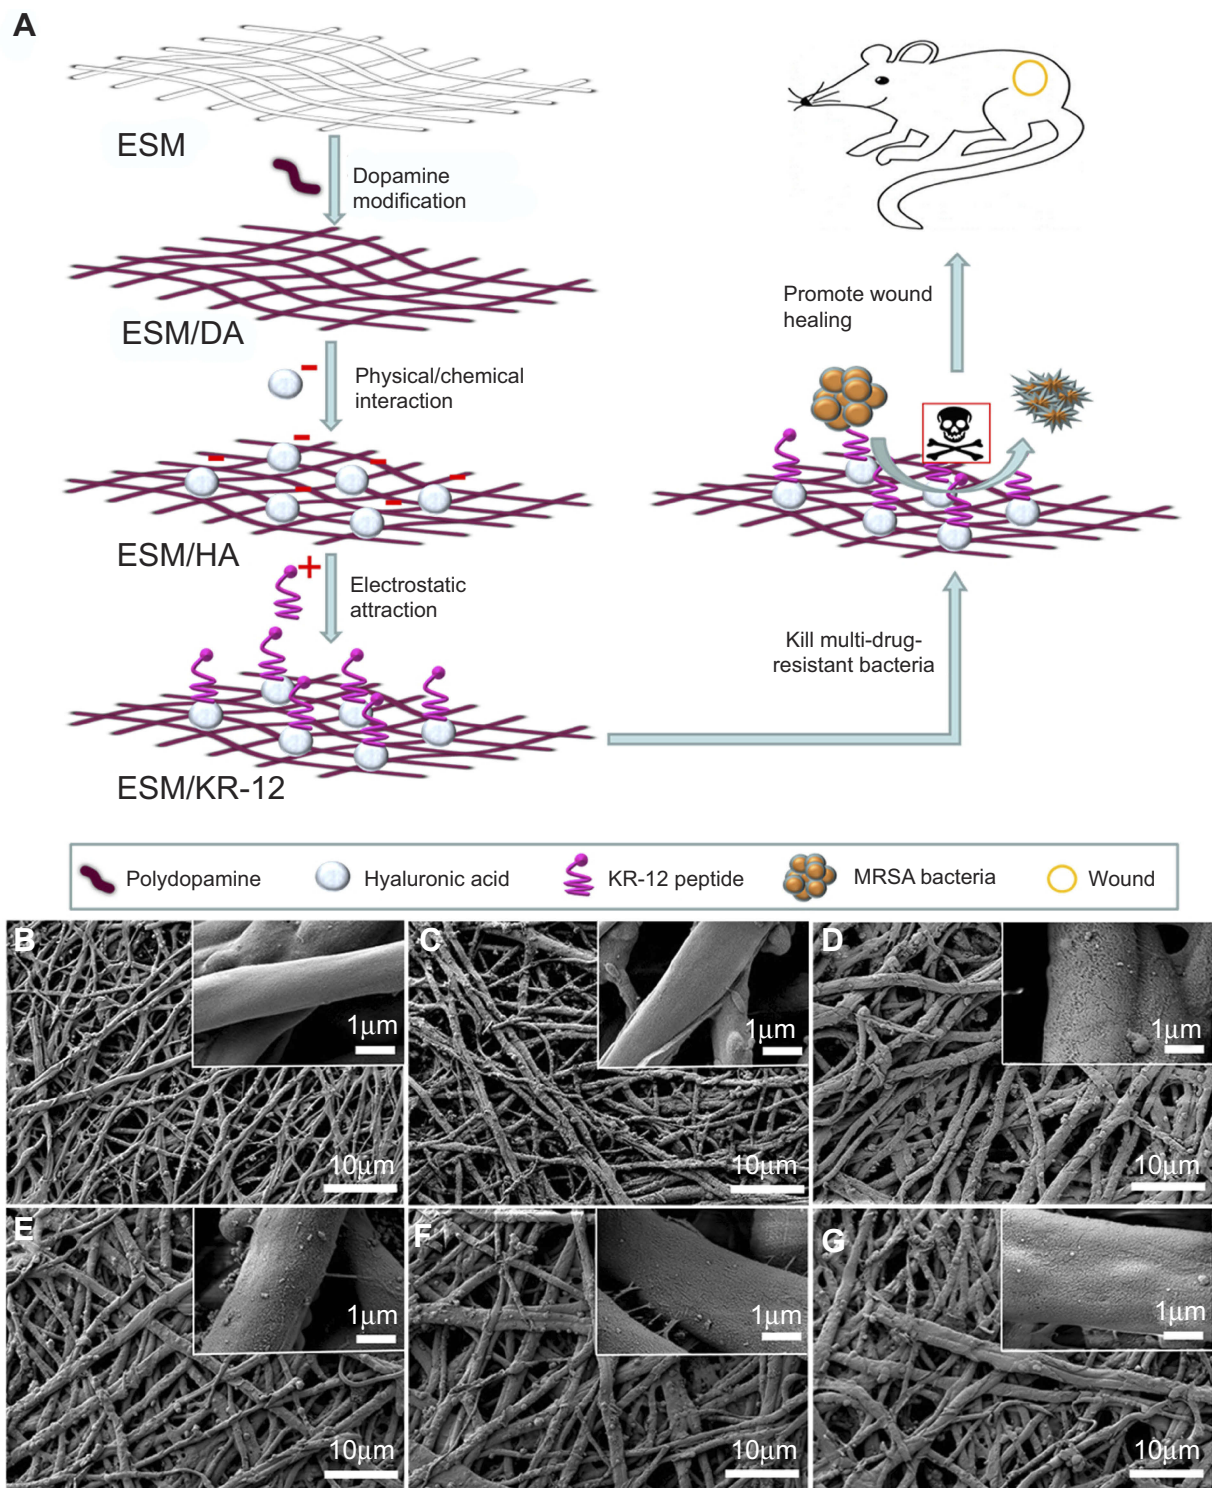 A
ESM
Dopamine
modification
ESM/DA
Physical/chemical
interaction
ESM/HA
Electrostatic
attraction
ESM/KR-12
Promote wound
healing
Kill multi-drug-
resistant bacteria
Polydopamine
Hyaluronic acid
KR-12 peptide
MRSA bacteria
Wound
B
1μm
10μm
C
1μm
10μm
D
1μm
10μm
E
1μm
10μm
F
1μm
10μm
G
1μm
10μm